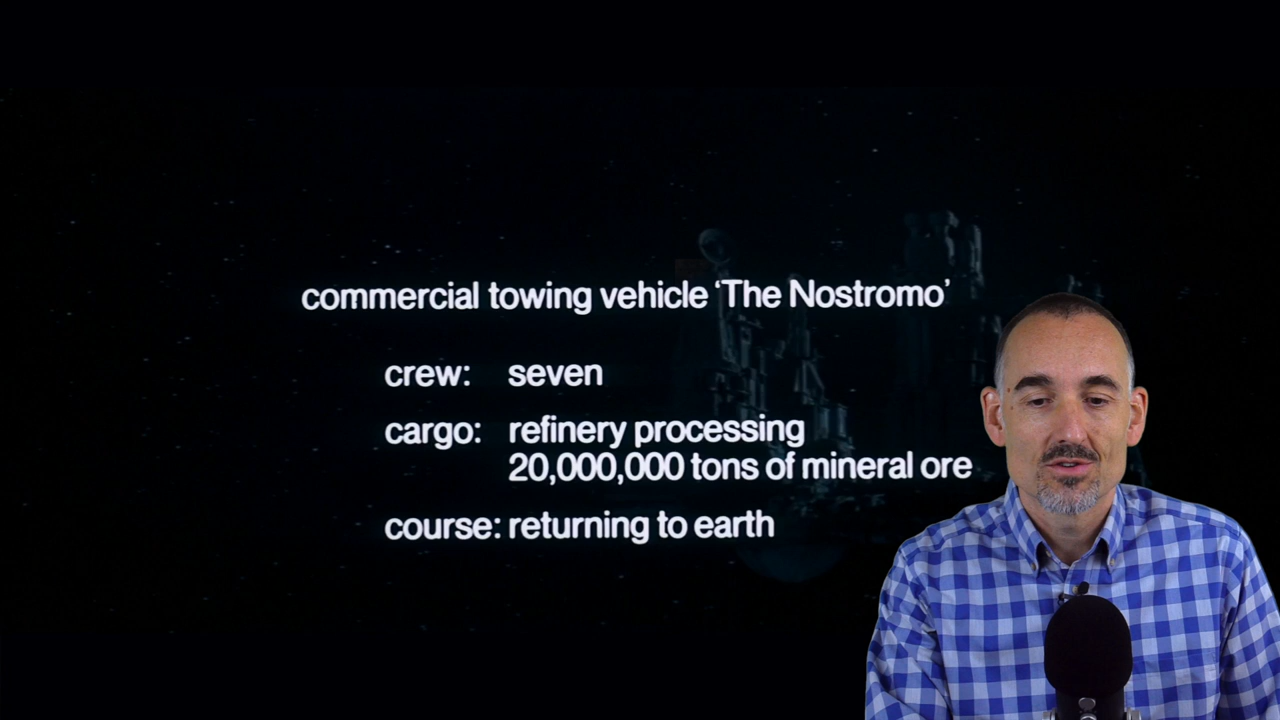 commercial towing vehicle ‘The Nostromo’
crew: seven
cargo: refinery processing
20,000,000 tons of mineral ore
course: returning to earth